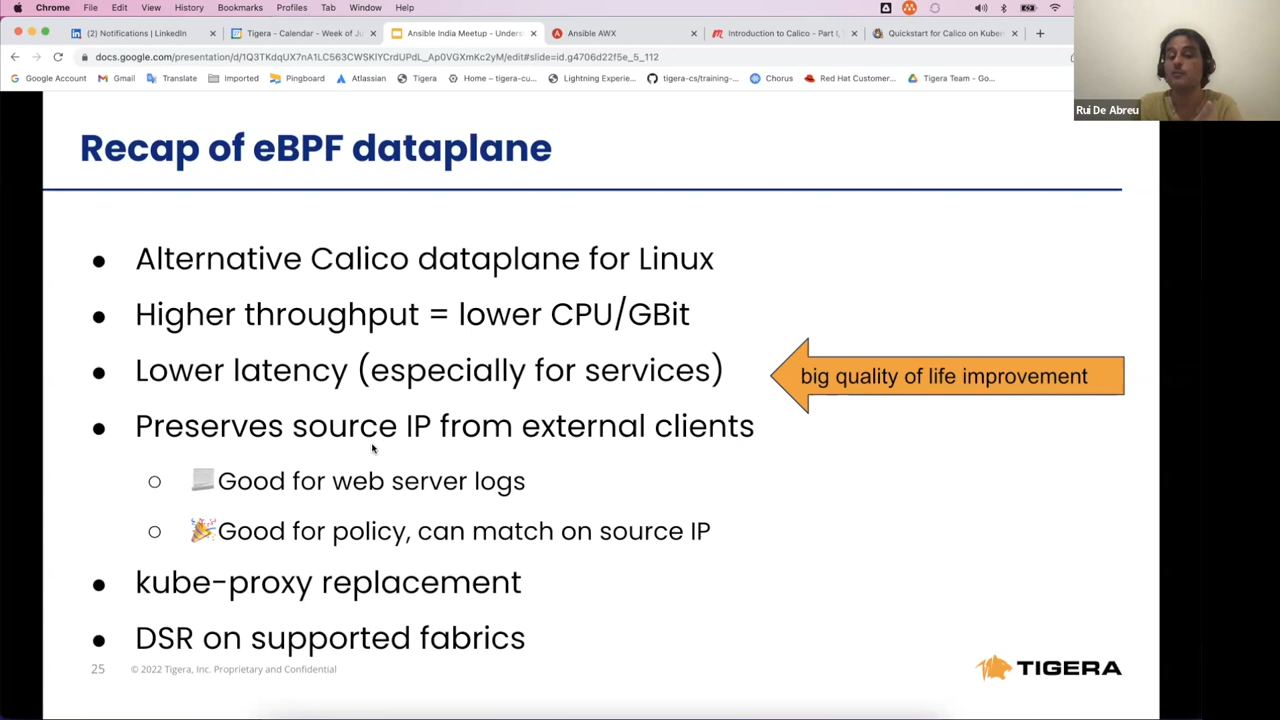 Chrome File Edit View History Bookmarks Profiles Tab Window Help
(2) Notifications | LinkedIn
Tigera - Calendar - Week of Ju
Ansible India Meetup - Unders
Ansible AWX
Introduction to Calico - Part I,
Quickstart for Calico on Kuber
docs.google.com/presentation/d/1Q3TKdqUX7nA1LC563CWSKlYCrdUPdL_Ap0VGXmKc2yM/edit#slide=id.g4706d22f5e_5_112
Google Account Gmail Translate Imported Pingboard Atlassian Tigera Home – tigera-cu... Lightning Experie... tigera-cs/training-... Chorus Red Hat Customer... Tigera Team - Go...
Rui De Abreu
Recap of eBPF dataplane
● Alternative Calico dataplane for Linux
● Higher throughput = lower CPU/GBit
● Lower latency (especially for services)
big quality of life improvement
● Preserves source IP from external clients
○ Good for web server logs
○ 🎉Good for policy, can match on source IP
● kube-proxy replacement
● DSR on supported fabrics
25 © 2022 Tigera, Inc. Proprietary and Confidential
TIGERA